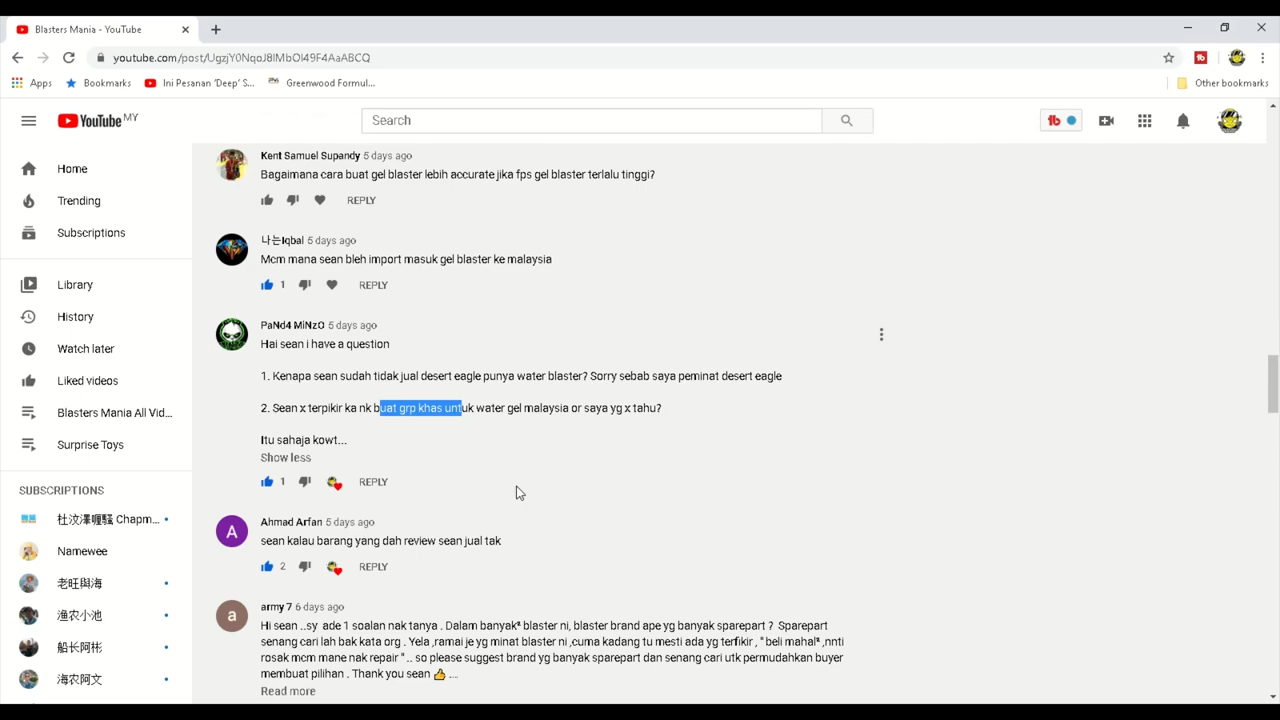 Blasters Mania - YouTube
Apps
Bookmarks
Ini Pesanan 'Deep' S...
Greenwood Formul...
Other bookmarks
YouTube MY
Search
Home
Trending
Subscriptions
Library
History
Watch later
Liked videos
Blasters Mania All Vid...
Surprise Toys
SUBSCRIPTIONS
Namewee
老旺與海
渔农小池
船长阿彬
海农阿文
Kent Samuel Supandy 5 days ago
Bagaimana cara buat gel blaster lebih accurate jika fps gel blaster terlalu tinggi?
REPLY
나는Iqbal 5 days ago
Mcm mana sean bleh import masuk gel blaster ke malaysia
1 REPLY
PaNd4 MiNzO 5 days ago
Hai sean i have a question
1. Kenapa sean sudah tidak jual desert eagle punya water blaster? Sorry sebab saya peminat desert eagle
2. Sean x terpikir ka nk buat grp khas untuk water gel malaysia or saya yg x tahu?
Itu sahaja kowt...
Show less
1 REPLY
A
Ahmad Arfan 5 days ago
sean kalau barang yang dah review sean jual tak
2 REPLY
a
army 7 6 days ago
Hi sean ..sy ade 1 soalan nak tanya . Dalam banyak² blaster ni, blaster brand ape yg banyak sparepart ? Sparepart
senang cari lah bak kata org . Yela ,ramai je yg minat blaster ni ,cuma kadang tu mesti ada yg terfikir , " beli mahal² ,nnti
rosak mcm mane nak repair " .. so please suggest brand yg banyak sparepart dan senang cari utk permudahkan buyer
membuat pilihan . Thank you sean 👍 ...
Read more